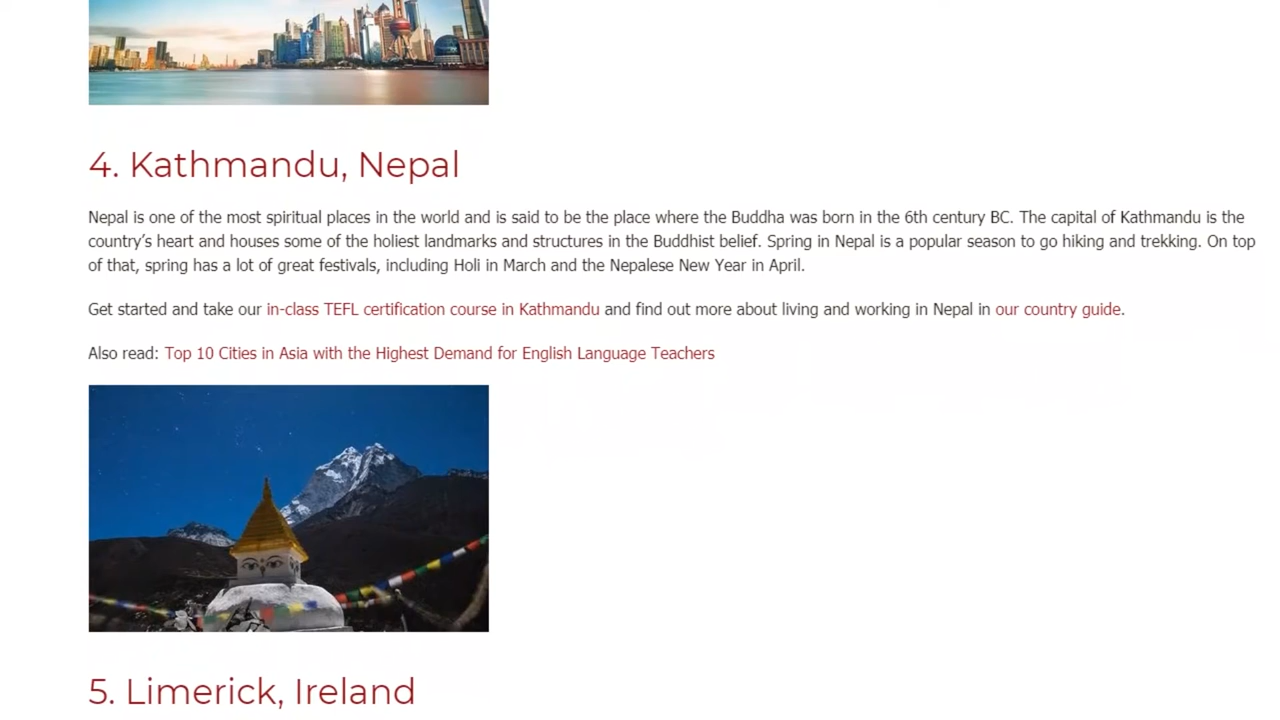 4. Kathmandu, Nepal
Nepal is one of the most spiritual places in the world and is said to be the place where the Buddha was born in the 6th century BC. The capital of Kathmandu is the
country’s heart and houses some of the holiest landmarks and structures in the Buddhist belief. Spring in Nepal is a popular season to go hiking and trekking. On top
of that, spring has a lot of great festivals, including Holi in March and the Nepalese New Year in April.
Get started and take our in-class TEFL certification course in Kathmandu and find out more about living and working in Nepal in our country guide.
Also read: Top 10 Cities in Asia with the Highest Demand for English Language Teachers
5. Limerick, Ireland